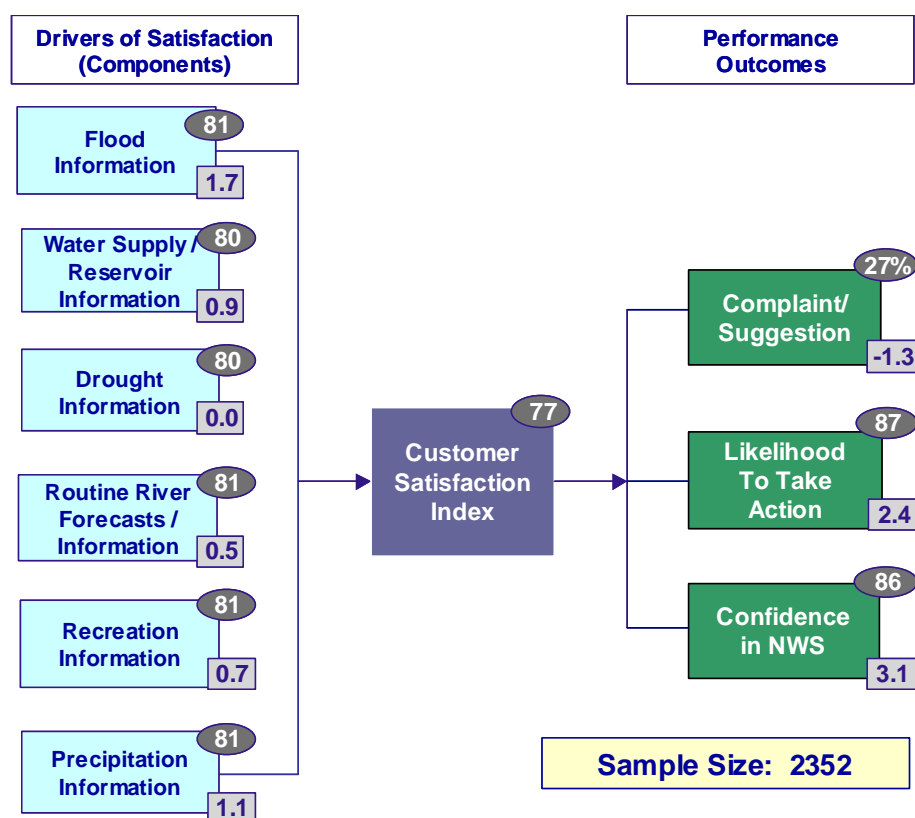 Drivers of Satisfaction
(Components)
Performance
Outcomes
81
Flood
Information
1.7
80
Water Supply /
Reservoir
Information
0.9
80
Drought
Information
0.0
81
Routine River
Forecasts /
Information
0.5
81
Recreation
Information
0.7
81
Precipitation
Information
1.1
77
Customer
Satisfaction
Index
27%
Complaint/
Suggestion
-1.3
87
Likelihood
To Take
Action
2.4
86
Confidence
in NWS
3.1
Sample Size: 2352